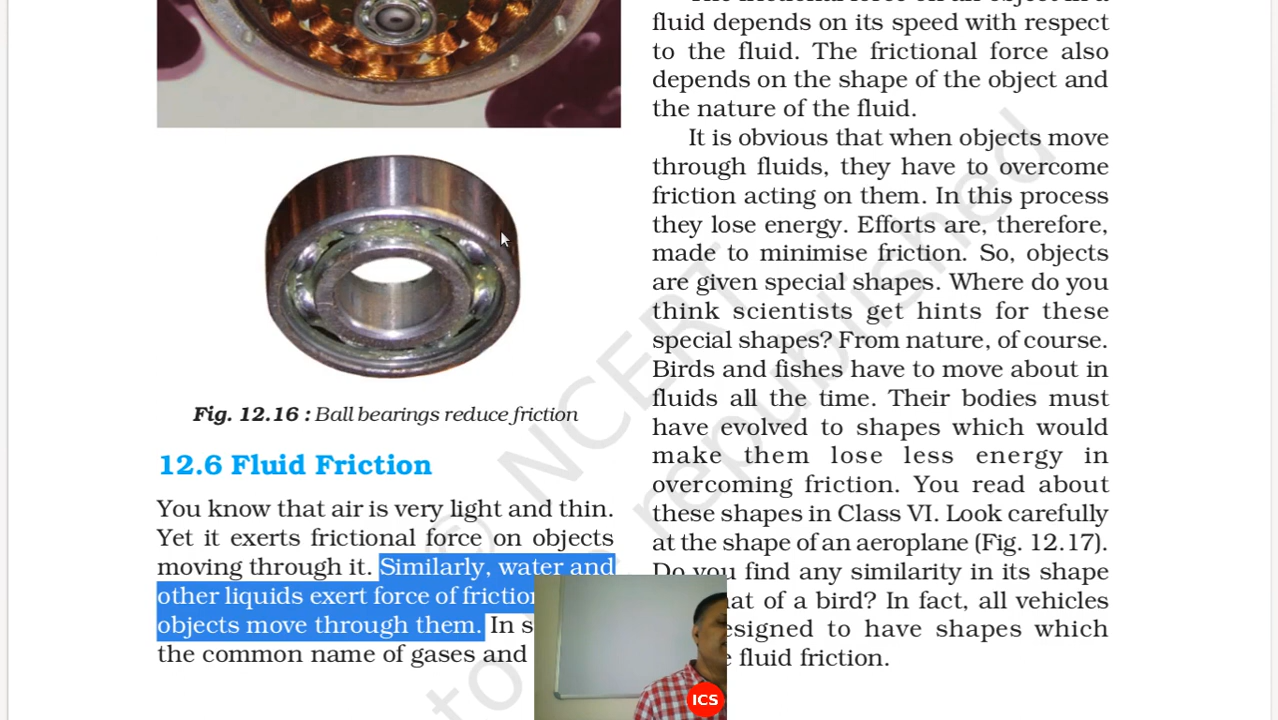 Fig. 12.16 : Ball bearings reduce friction
12.6 Fluid Friction
You know that air is very light and thin.
Yet it exerts frictional force on objects
moving through it. Similarly, water and
other liquids exert force of friction
objects move through them. In
the common name of gases and
fluid depends on its speed with respect
to the fluid. The frictional force also
depends on the shape of the object and
the nature of the fluid.
It is obvious that when objects move
through fluids, they have to overcome
friction acting on them. In this process
they lose energy. Efforts are, therefore,
made to minimise friction. So, objects
are given special shapes. Where do you
think scientists get hints for these
special shapes? From nature, of course.
Birds and fishes have to move about in
fluids all the time. Their bodies must
have evolved to shapes which would
make them lose less energy in
overcoming friction. You read about
these shapes in Class VI. Look carefully
at the shape of an aeroplane (Fig. 12.17).
Do you find any similarity in its shape
of a bird? In fact, all vehicles
to have shapes which
fluid friction.
© NCERT
to republished
ICS